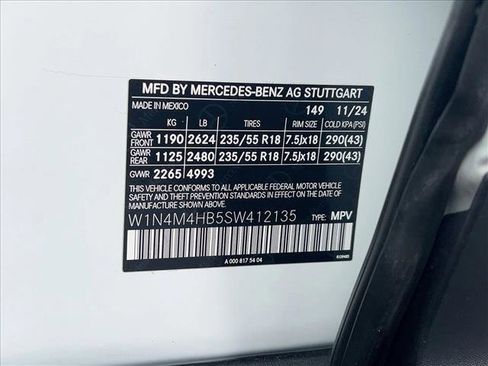 MFD BY MERCEDES-BENZ AG STUTTGART
MADE IN MEXICO 149 11/24
KG LB TIRES RIM SIZE COLD KPA(PSI)
GAWR FRONT 1190 2624 235/55 R18 7.5Jx18 290(43)
GAWR REAR 1125 2480 235/55 R18 7.5Jx18 290(43)
GVWR 2265 4993
THIS VEHICLE CONFORMS TO ALL APPLICABLE FEDERAL MOTOR VEHICLE
SAFETY AND THEFT PREVENTION STANDARDS IN EFFECT ON THE DATE
OF MANUFACTURE SHOWN ABOVE.
W1N4M4HB5SW412135 TYPE: MPV
A 000 817 54 04